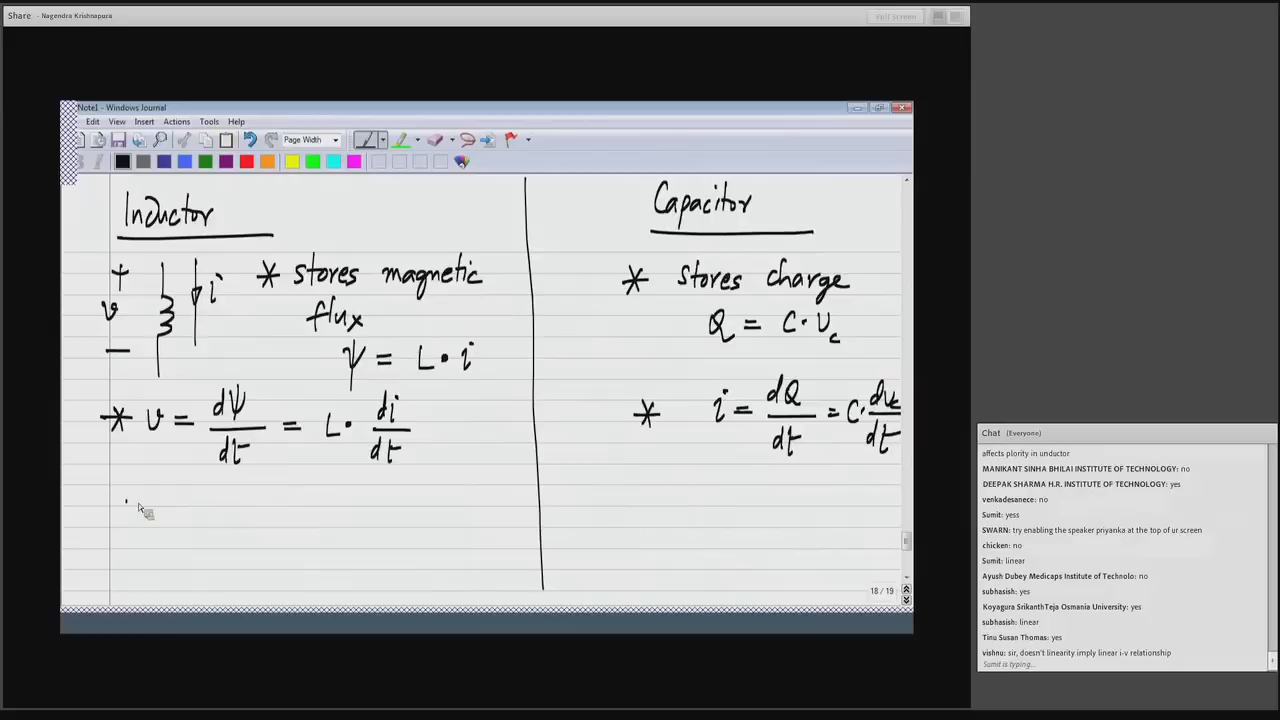 Share - Nagendra Krishnapura
Full screen
Note1 - Windows Journal
Edit View Insert Actions Tools Help
Page Width
Inductor
+
v
−
i
* stores magnetic
flux
ψ = L · i
* v = dψ/dt = L · di/dt
Capacitor
* stores charge
Q = C · v_c
* i = dQ/dt = C · dv_c/dt
18 / 19
Chat (Everyone)
affects plority in unductor
MANIKANT SINHA BHILAI INSTITUTE OF TECHNOLOGY: no
DEEPAK SHARMA H.R. INSTITUTE OF TECHNOLOGY: yes
venkadesanece: no
Sumit: yess
SWARN: try enabling the speaker priyanka at the top of ur screen
chicken: no
Sumit: linear
Ayush Dubey Medicaps Institute of Technolo: no
subhasish: yes
Koyagura SrikanthTeja Osmania University: yes
subhasish: linear
Tinu Susan Thomas: yes
vishnu: sir, doesn't linearity imply linear i-v relationship
Sumit is typing...